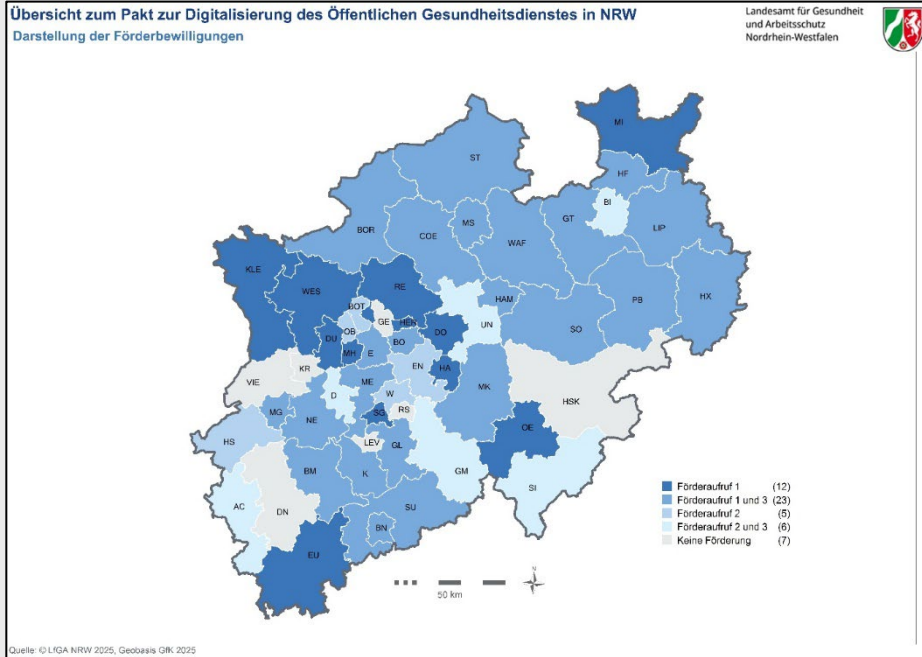 Übersicht zum Pakt zur Digitalisierung des Öffentlichen Gesundheitsdienstes in NRW
Darstellung der Förderbewilligungen
Landesamt für Gesundheit
und Arbeitsschutz
Nordrhein-Westfalen
MI
ST
HF
BI
GT
LIP
MS
BOR
COE
WAF
KLE
WES
RE
HAM
PB
HX
BOT
GE
HER
DO
UN
SO
OB
DU
MH
E
BO
EN
HA
KR
VIE
ME
W
MK
HSK
D
MG
NE
SG
RS
OE
HS
LEV
GL
BM
K
GM
SI
AC
DN
SU
BN
EU
Förderaufruf 1 (12)
Förderaufruf 1 und 3 (23)
Förderaufruf 2 (5)
Förderaufruf 2 und 3 (6)
Keine Förderung (7)
N
50 km
Quelle: © LfGA NRW 2025, Geobasis GfK 2025